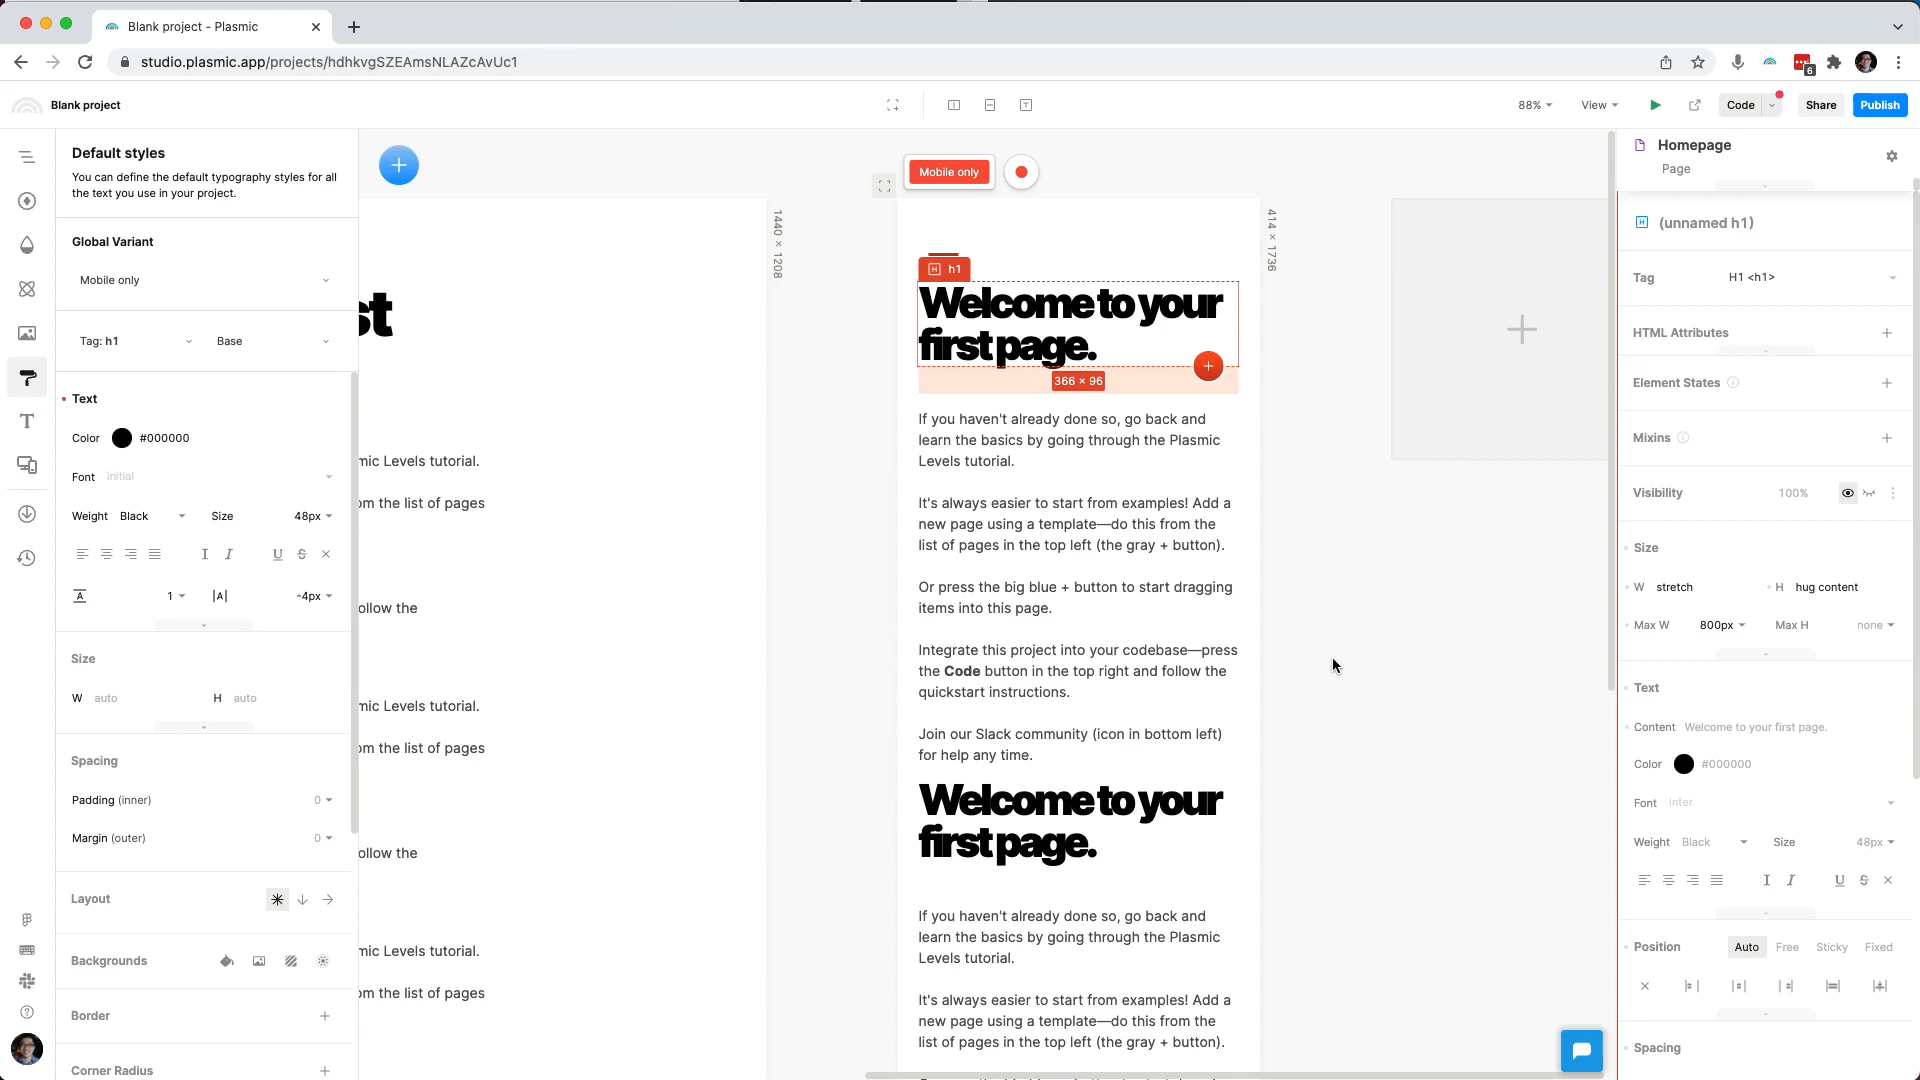 Blank project - Plasmic
studio.plasmic.app/projects/hdhkvgSZEAmsNLAZcAvUc1
6
Blank project
88%
View
Code
Share
Publish
Default styles
You can define the default typography styles for all
the text you use in your project.
Global Variant
Mobile only
Tag: h1
Base
Text
Color
#000000
Font
initial
Weight
Black
Size
48px
1
-4px
Size
W
auto
H
auto
Spacing
Padding (inner)
0
Margin (outer)
0
Layout
Backgrounds
Border
Corner Radius
st
mic Levels tutorial.
om the list of pages
ollow the
mic Levels tutorial.
om the list of pages
ollow the
mic Levels tutorial.
om the list of pages
1440 × 1208
Mobile only
414 × 1736
h1
Welcome to your
first page.
366 × 96
If you haven't already done so, go back and
learn the basics by going through the Plasmic
Levels tutorial.
It's always easier to start from examples! Add a
new page using a template—do this from the
list of pages in the top left (the gray + button).
Or press the big blue + button to start dragging
items into this page.
Integrate this project into your codebase—press
the Code button in the top right and follow the
quickstart instructions.
Join our Slack community (icon in bottom left)
for help any time.
Welcome to your
first page.
If you haven't already done so, go back and
learn the basics by going through the Plasmic
Levels tutorial.
It's always easier to start from examples! Add a
new page using a template—do this from the
list of pages in the top left (the gray + button).
Homepage
Page
(unnamed h1)
Tag
H1 <h1>
HTML Attributes
Element States
Mixins
Visibility
100%
Size
W
stretch
H
hug content
Max W
800px
Max H
none
Text
Content
Welcome to your first page.
Color
#000000
Font
Inter
Weight
Black
Size
48px
Position
Auto
Free
Sticky
Fixed
Spacing